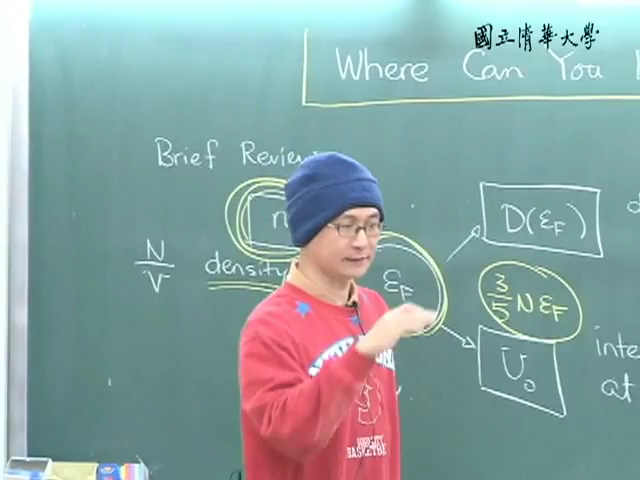 國立清華大學
Where Can You
Brief Review
n
N
V
density
εF
D(εF)
3
5
NεF
U₀
inte
at
BASKETBALL